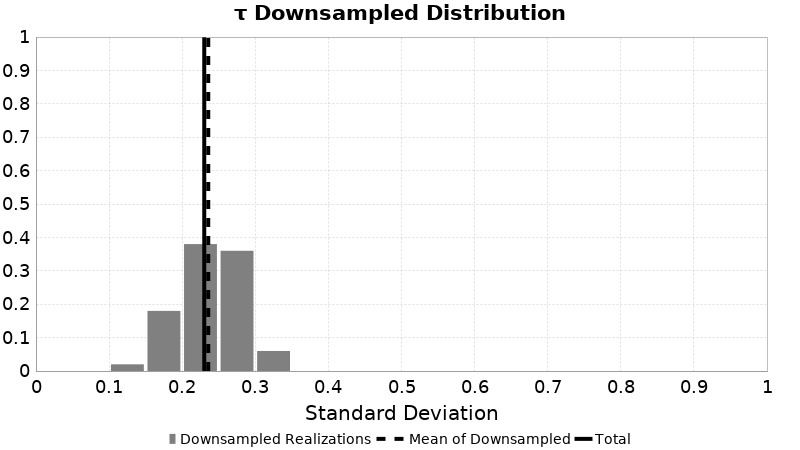 τ Downsampled Distribution
1
0.9
0.8
0.7
0.6
0.5
0.4
0.3
0.2
0.1
0
0 0.1 0.2 0.3 0.4 0.5 0.6 0.7 0.8 0.9 1
Standard Deviation
Downsampled Realizations Mean of Downsampled Total